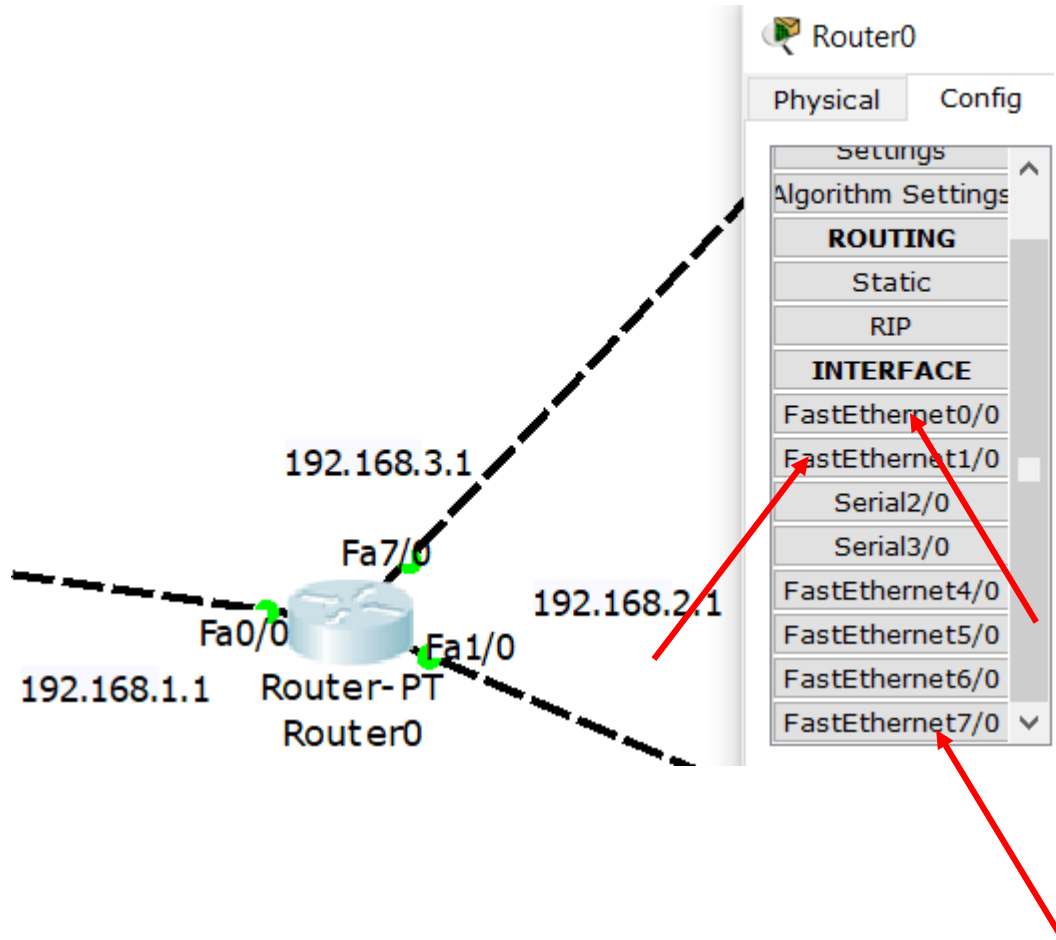 Router0
Physical Config
Settings
Algorithm Settings
ROUTING
Static
RIP
INTERFACE
FastEthernet0/0
FastEthernet1/0
Serial2/0
Serial3/0
FastEthernet4/0
FastEthernet5/0
FastEthernet6/0
FastEthernet7/0
192.168.3.1
Fa7/0
192.168.2.1
Fa0/0
Fa1/0
192.168.1.1
Router-PT
Router0